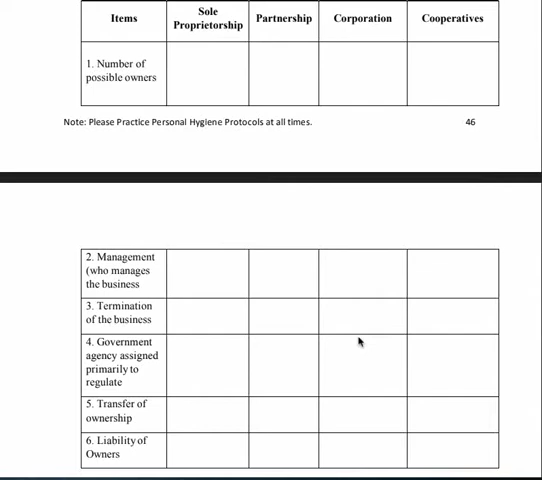 Items
Sole
Proprietorship
Partnership
Corporation
Cooperatives
1. Number of
possible owners
Note: Please Practice Personal Hygiene Protocols at all times.
46
2. Management
(who manages
the business
3. Termination
of the business
4. Government
agency assigned
primarily to
regulate
5. Transfer of
ownership
6. Liability of
Owners